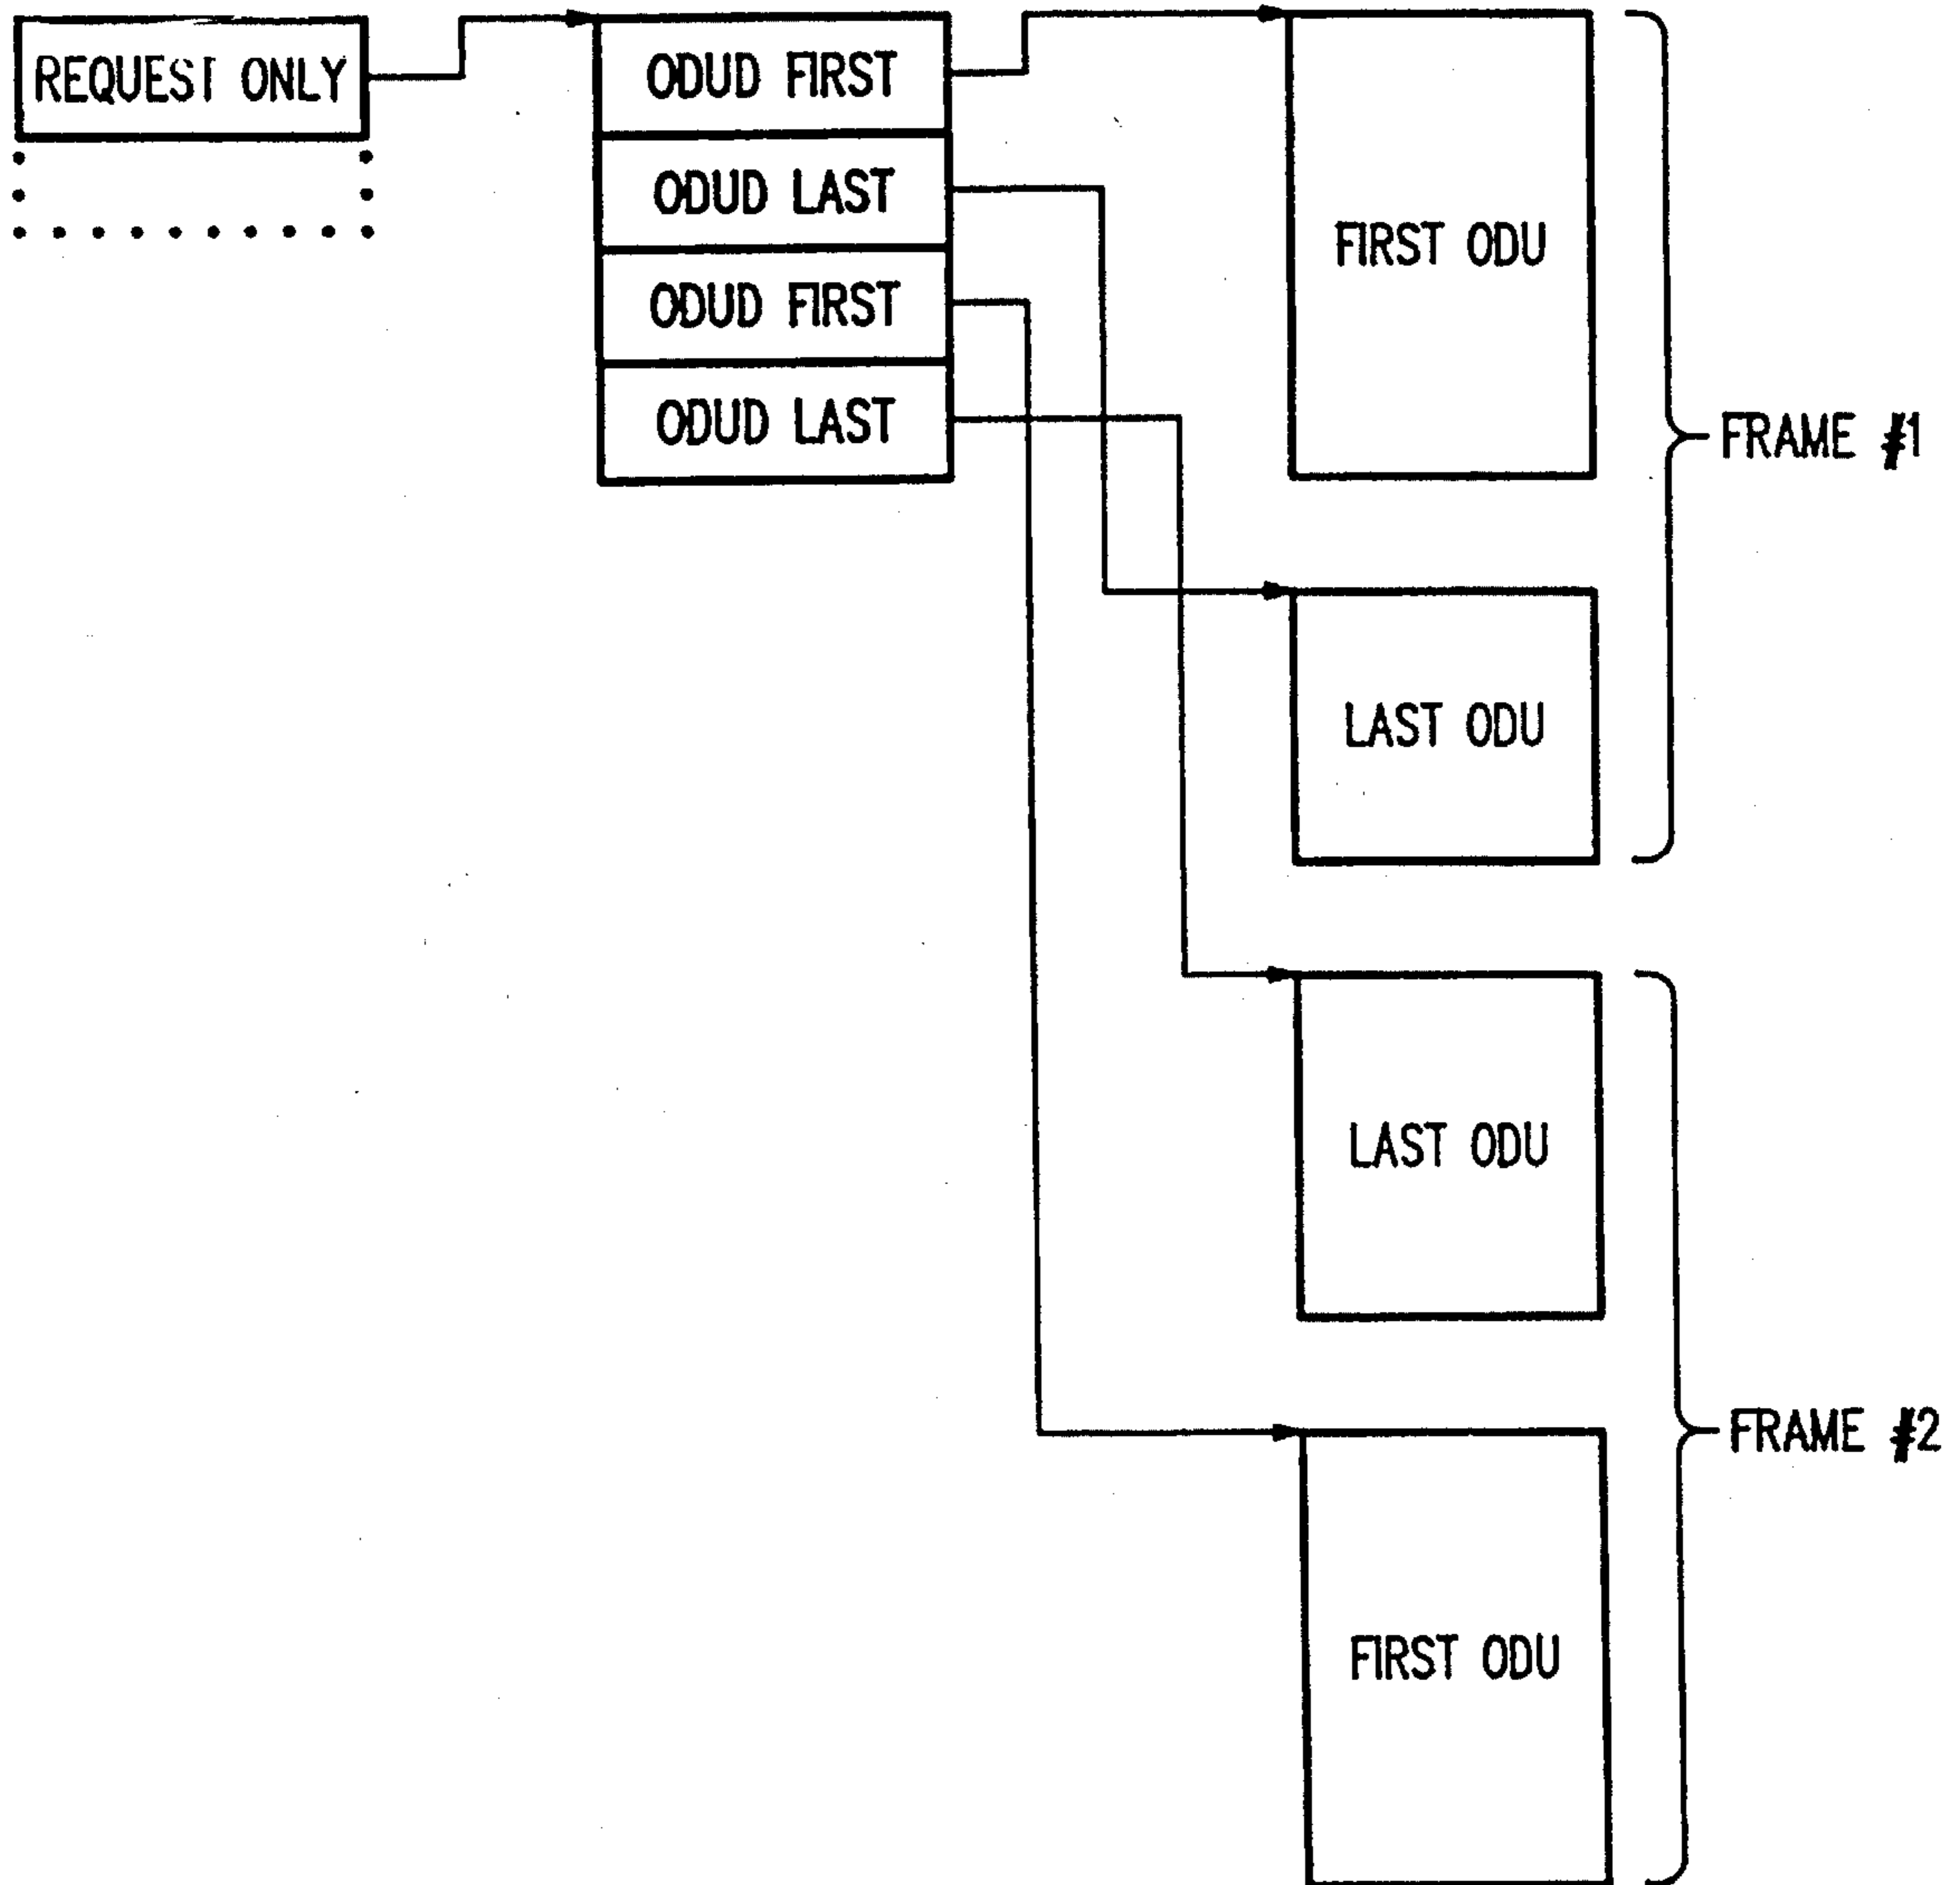 REQUEST ONLY
ODUD FIRST
ODUD LAST
ODUD FIRST
ODUD LAST
FIRST ODU
LAST ODU
FRAME #1
LAST ODU
FIRST ODU
FRAME #2